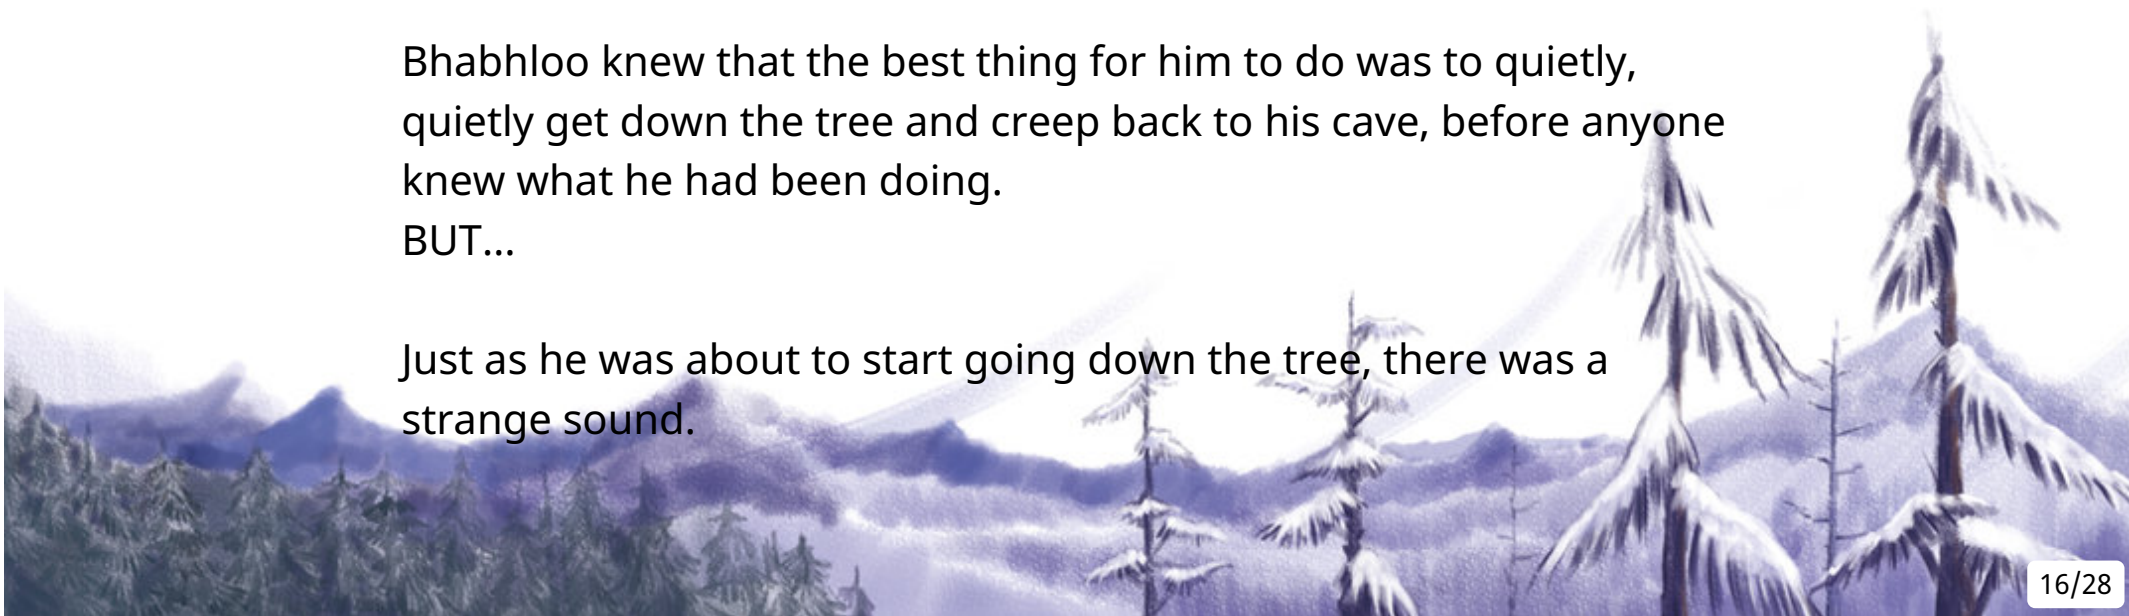 Bhabhloo knew that the best thing for him to do was to quietly,
quietly get down the tree and creep back to his cave, before anyone
knew what he had been doing.
BUT...
Just as he was about to start going down the tree, there was a
strange sound.
16/28